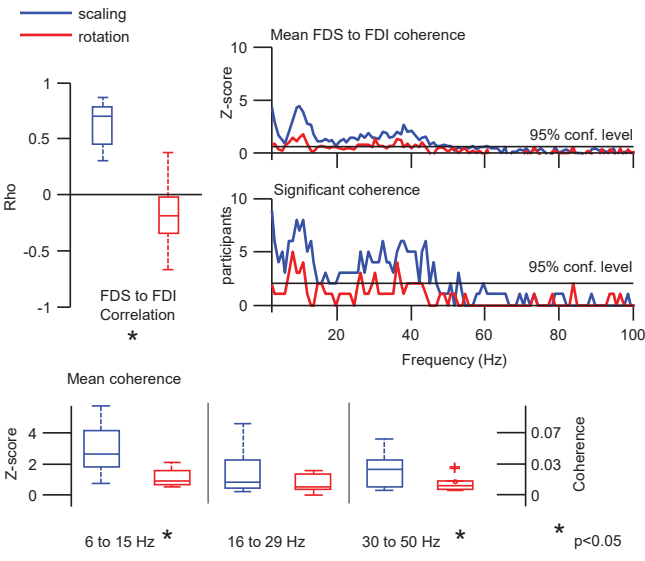 scaling
rotation
Mean FDS to FDI coherence
10
5
0
Z-score
95% conf. level
1
0.5
0
-0.5
-1
Rho
FDS to FDI
Correlation
*
Significant coherence
10
5
0
participants
95% conf. level
20
40
60
80
100
Frequency (Hz)
Mean coherence
4
2
0
Z-score
0.07
0.03
0
Coherence
6 to 15 Hz *
16 to 29 Hz
30 to 50 Hz *
* p<0.05